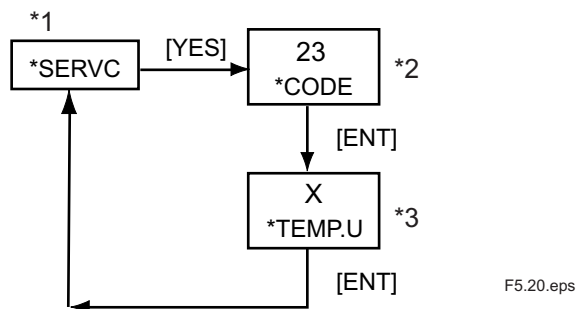 *1
*SERVC
[YES]
23
*CODE
*2
[ENT]
X
*TEMP.U
*3
[ENT]
F5.20.eps